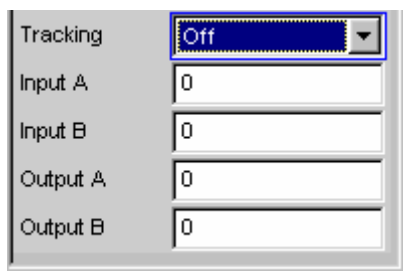 Tracking Off
Input A 0
Input B 0
Output A 0
Output B 0